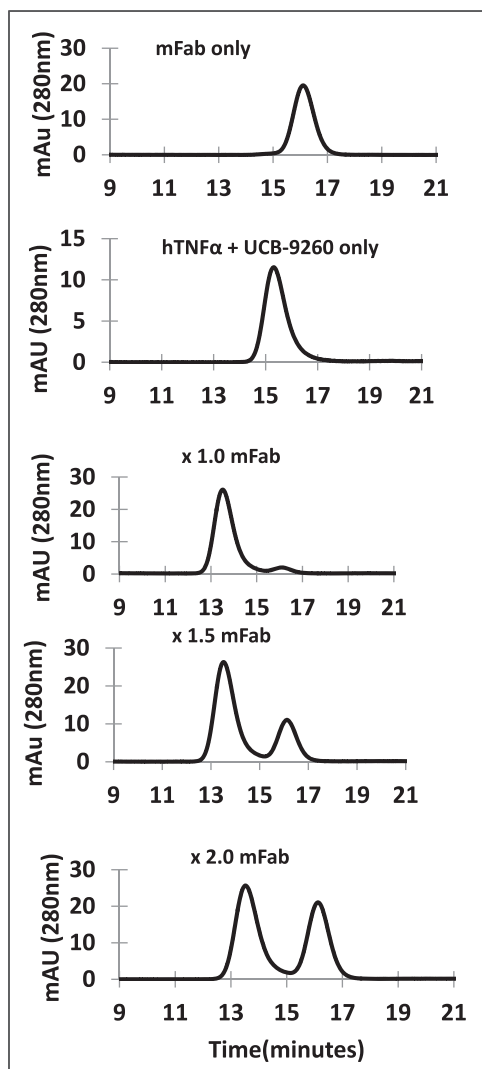 mFab only
mAu (280nm)
30
20
10
0
9 11 13 15 17 19 21
hTNFα + UCB-9260 only
mAU (280nm)
15
10
5
0
9 11 13 15 17 19 21
x 1.0 mFab
mAU (280nm)
30
20
10
0
9 11 13 15 17 19 21
x 1.5 mFab
mAu (280nm)
30
20
10
0
9 11 13 15 17 19 21
x 2.0 mFab
mAU (280nm)
30
20
10
0
9 11 13 15 17 19 21
Time(minutes)